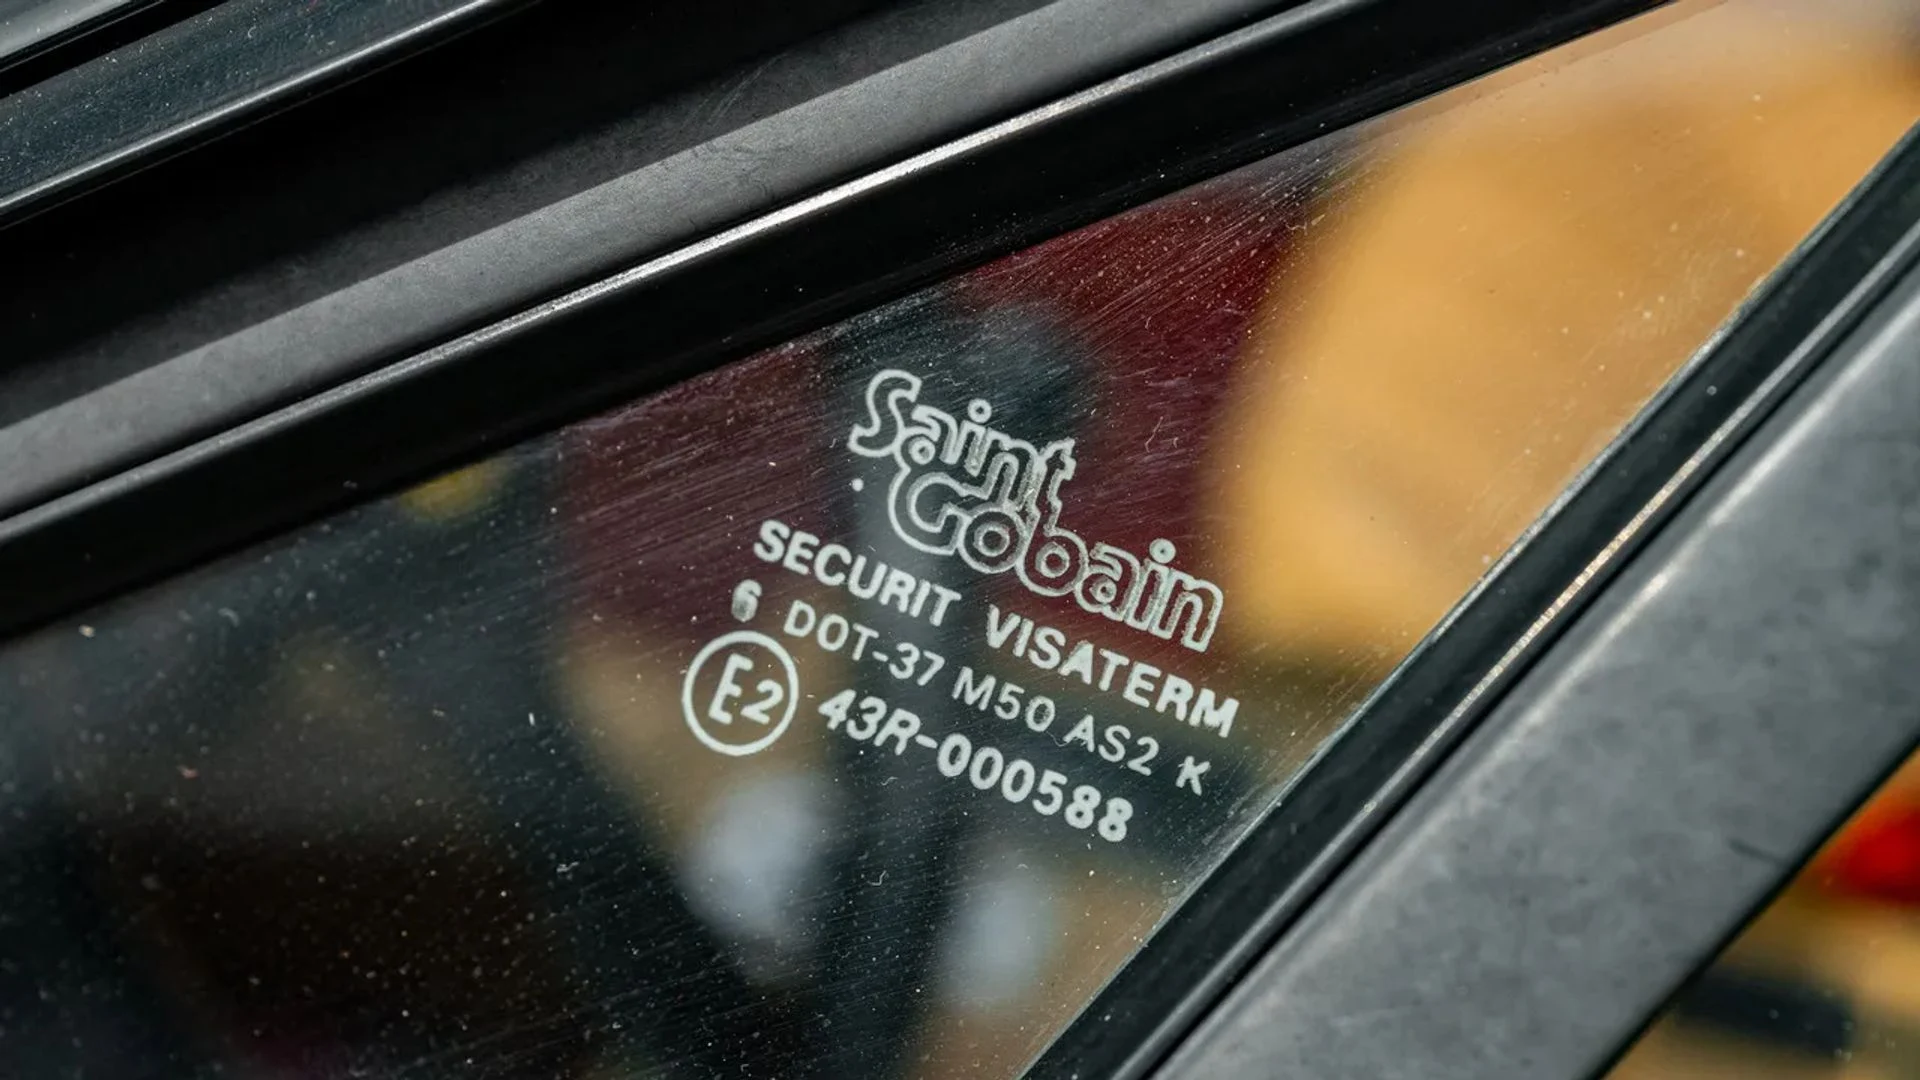 Saint
Gobain
SECURIT VISATERM
6 DOT-37 M50 AS2 K
E2 43R-000588